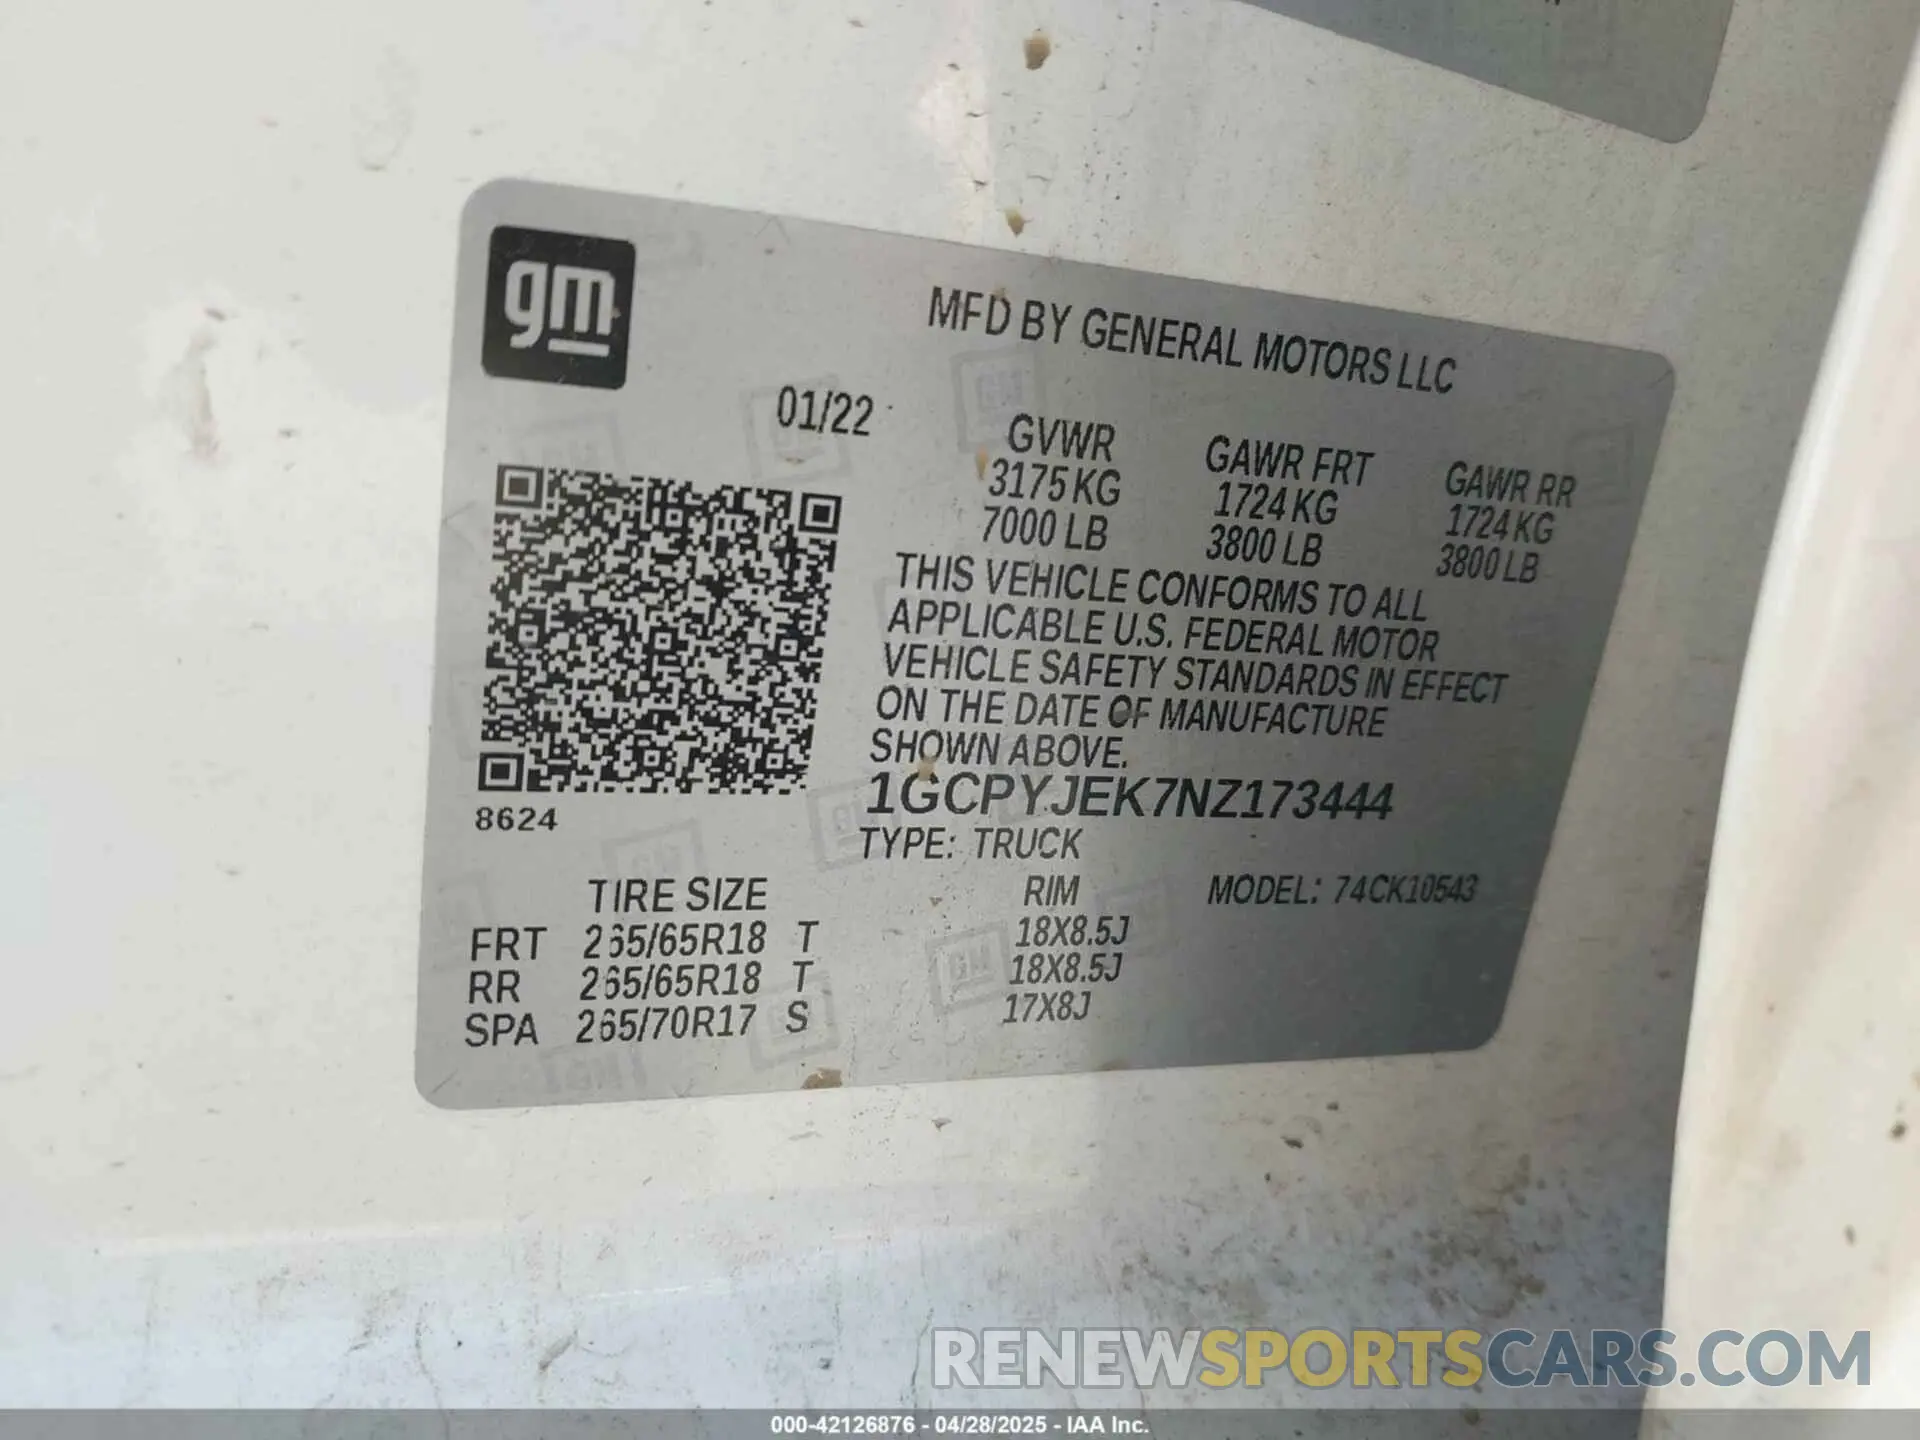 gm
MFD BY GENERAL MOTORS LLC
01/22
GVWR GAWR FRT GAWR RR
3175 KG 1724 KG 1724 KG
7000 LB 3800 LB 3800 LB
THIS VEHICLE CONFORMS TO ALL
APPLICABLE U.S. FEDERAL MOTOR
VEHICLE SAFETY STANDARDS IN EFFECT
ON THE DATE OF MANUFACTURE
SHOWN ABOVE.
1GCPYJEK7NZ173444
8624
TYPE: TRUCK
TIRE SIZE RIM MODEL: 74CK10543
FRT 265/65R18 T 18X8.5J
RR 265/65R18 T 18X8.5J
SPA 265/70R17 S 17X8J
RENEWSPORTSCARS.COM
000-42126876 - 04/28/2025 - IAA Inc.